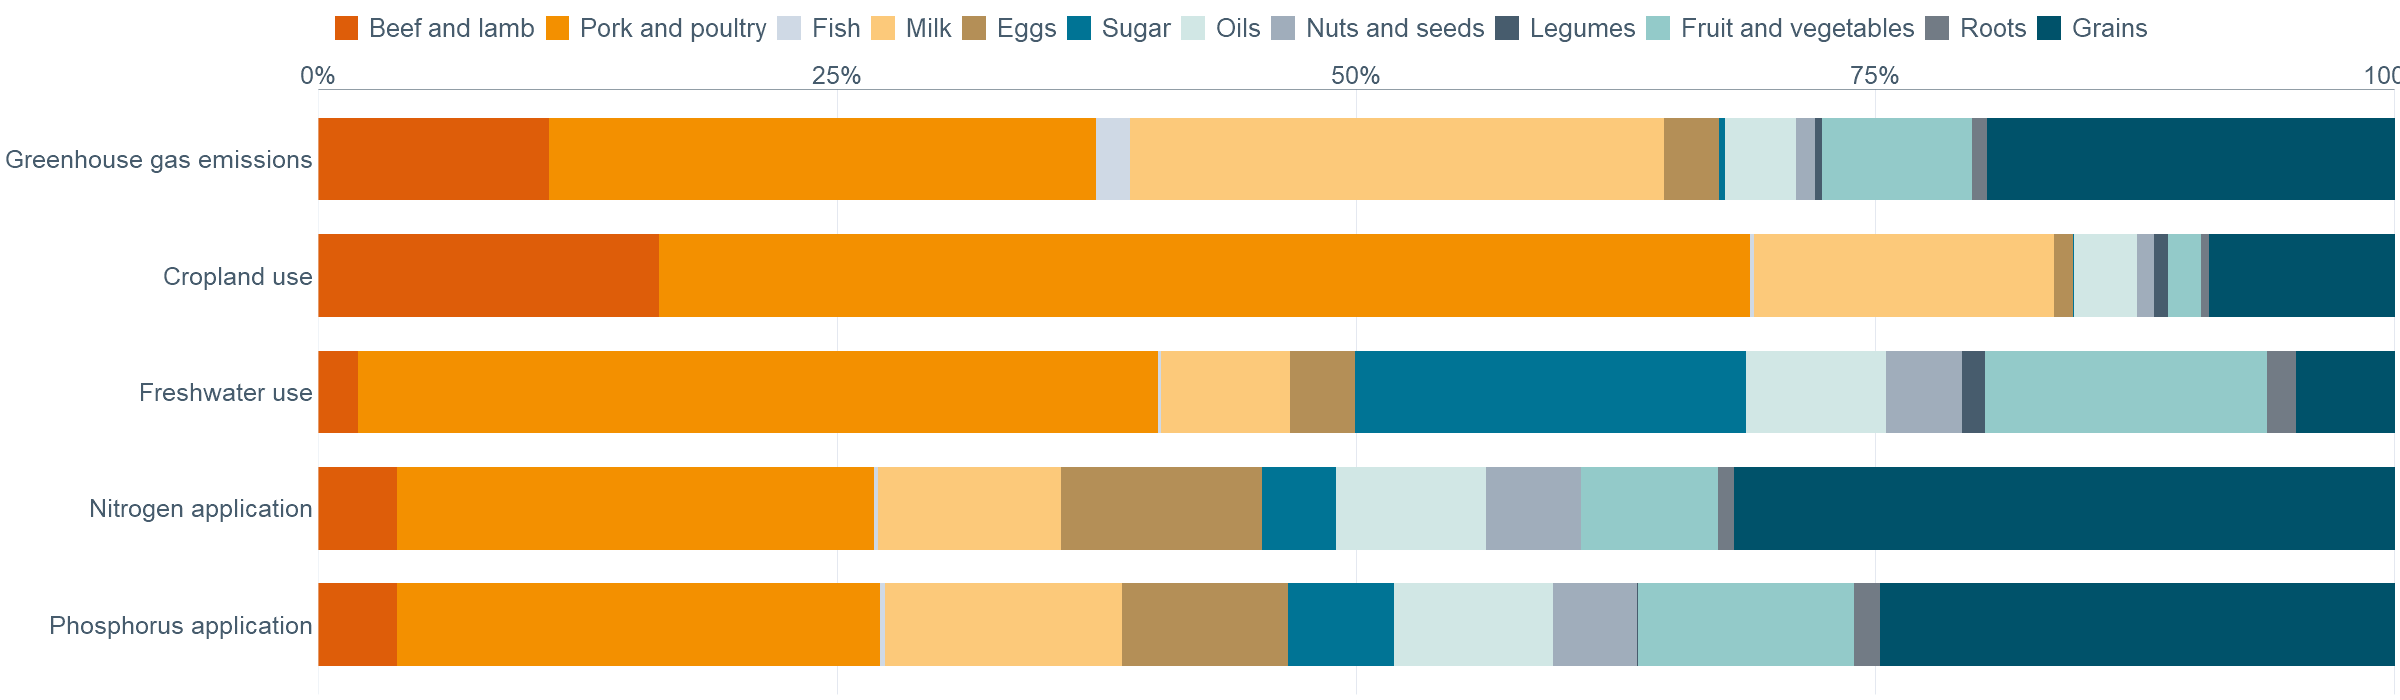 Beef and lamb Pork and poultry Fish Milk Eggs Sugar Oils Nuts and seeds Legumes Fruit and vegetables Roots Grains
0% 25% 50% 75% 100
Greenhouse gas emissions
Cropland use
Freshwater use
Nitrogen application
Phosphorus application